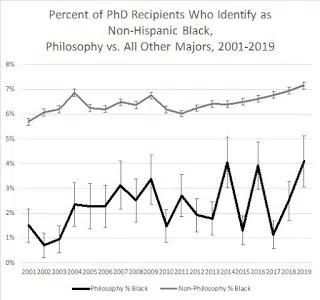 Percent of PhD Recipients Who Identify as
Non-Hispanic Black,
Philosophy vs. All Other Majors, 2001-2019
8%
7%
6%
5%
4%
3%
2%
1%
0%
2001 2002 2003 2004 2005 2006 2007 2008 2009 2010 2011 2012 2013 2014 2015 2016 2017 2018 2019
Philosophy % Black Non-Philosophy % Black